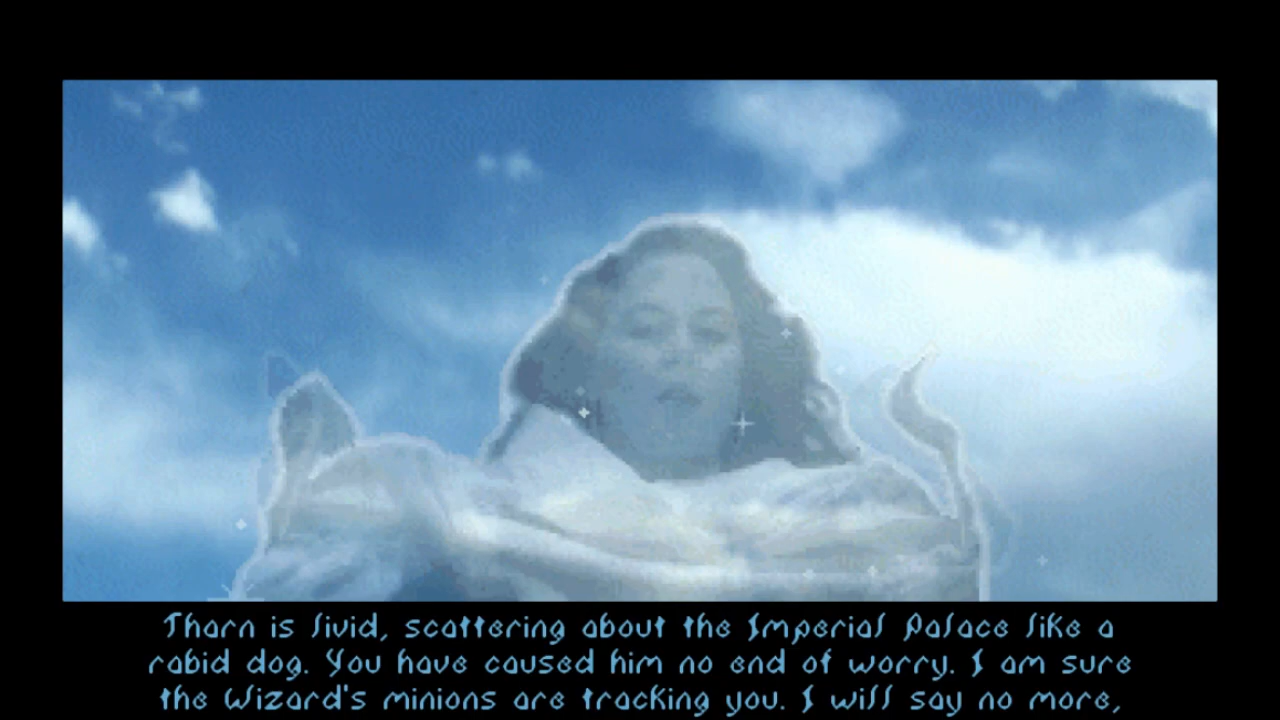 Tharn is livid, scattering about the Imperial Palace like a
rabid dog. You have caused him no end of worry. I am sure
the Wizard's minions are tracking you. I will say no more,